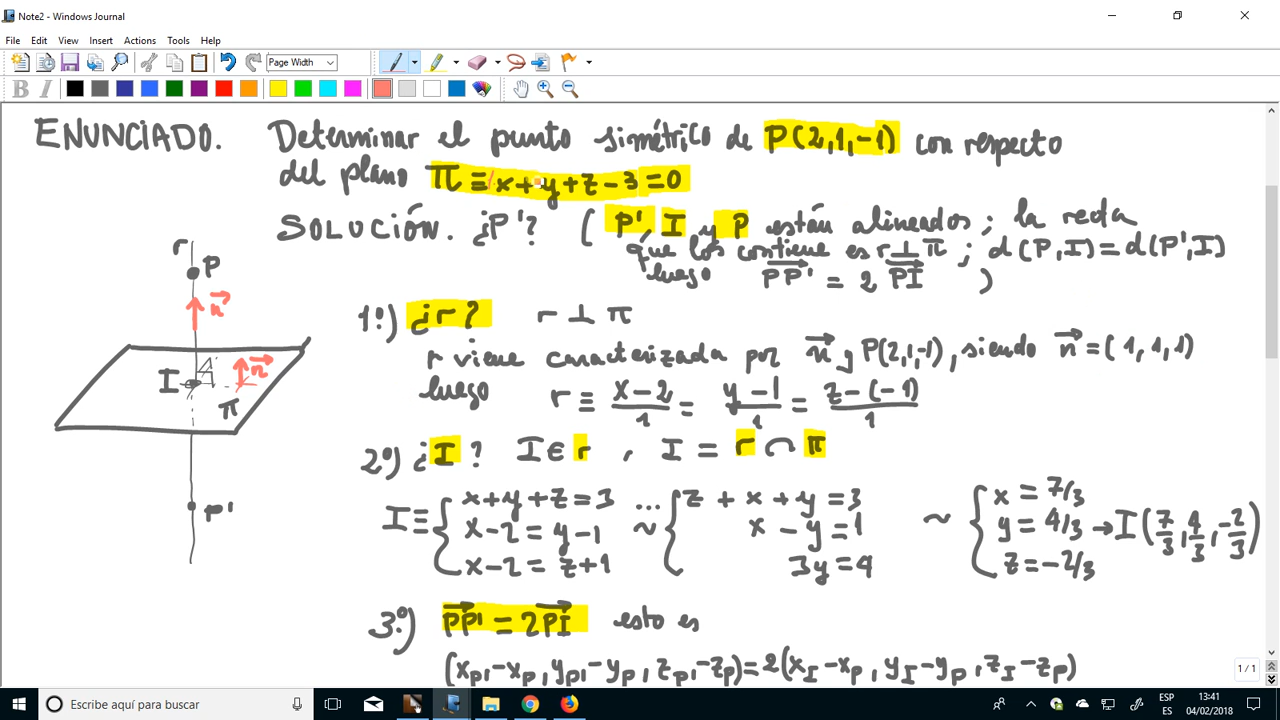 Note2 - Windows Journal
File Edit View Insert Actions Tools Help
Page Width
B I
ENUNCIADO. Determinar el punto simétrico de P(2,1,-1) con respecto
del plano π ≡ x+y+z-3=0
SOLUCIÓN. ¿P'? ( P', I y P están alineados; la recta
que los contiene es r⊥π ; d(P,I)=d(P',I)
luego PP' = 2 PI )
r
P
n
A
n
I
π
P'
1º) ¿r? r ⊥ π
r viene caracterizada por n y P(2,1,-1), siendo n=(1,1,1)
luego r ≡ x-2/1 = y-1/1 = z-(-1)/1
2º) ¿I? I∈r , I = r ∩ π
I≡ { x+y+z=3 ... { z + x + y = 3 { x = 7/3
x-2 = y-1 ~ x - y = 1 ~ y = 4/3 → I(7/3, 4/3, -2/3)
x-2 = z+1 3y = 4 z = -2/3
3º) PP' = 2PI esto es
(xP'-xP, yP'-yP, zP'-zP)=2(xI-xP, yI-yP, zI-zP)
1/1
Escribe aquí para buscar
ESP
ES
13:41
04/02/2018